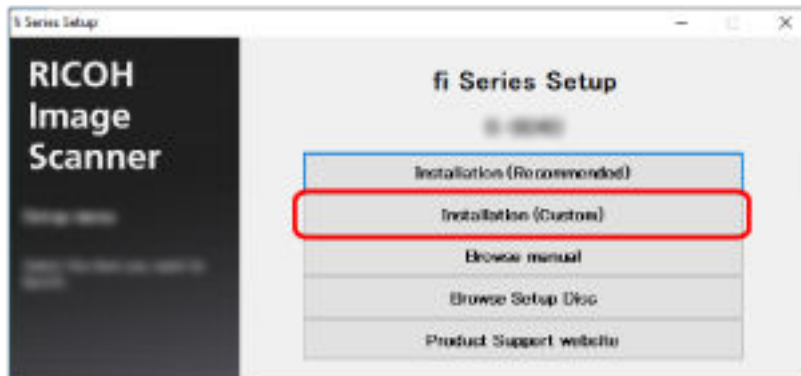 fi Series Setup
RICOH
Image
Scanner
fi Series Setup
Installation (Recommended)
Installation (Custom)
Browse manual
Browse Setup Disc
Product Support website